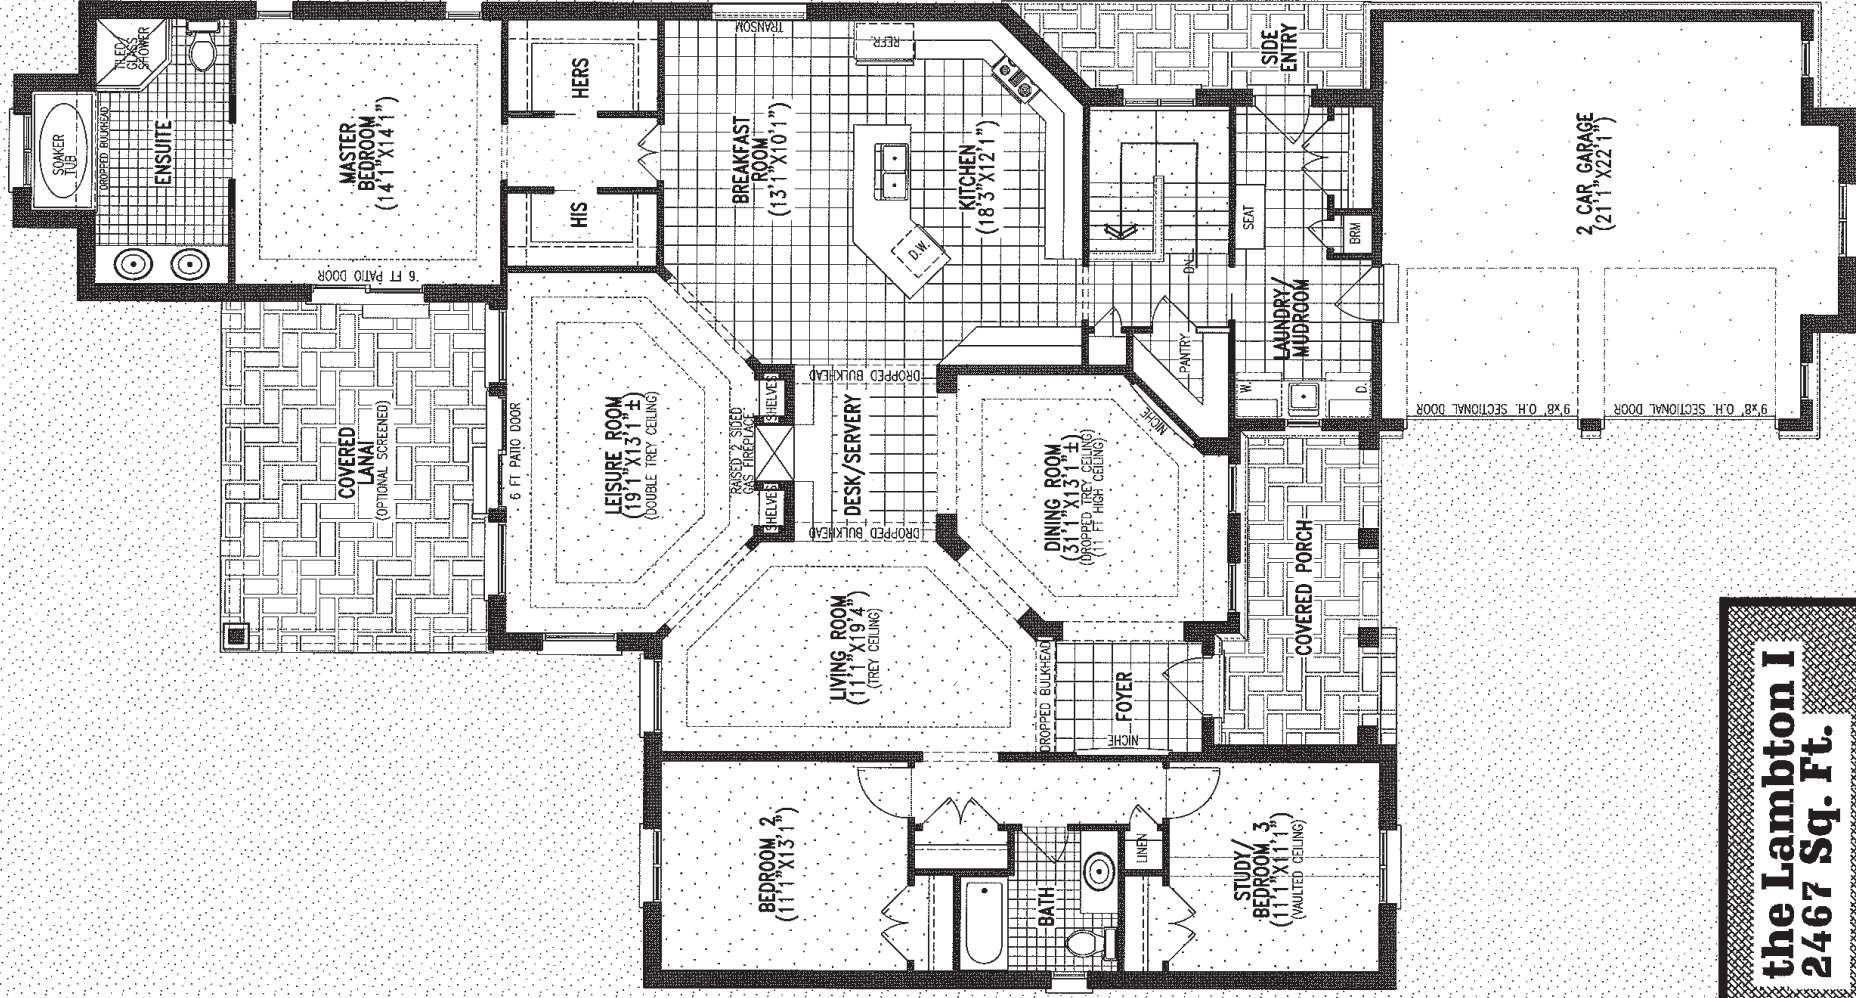 TILED/
GLASS
SHOWER
SOAKER
TUB
DROPPED BULKHEAD
ENSUITE
MASTER
BEDROOM
(14'1"X14'1")
6 FT PATIO DOOR
HERS
HIS
TRANSOM
BREAKFAST
ROOM
(13'1"X10'1")
REFR.
KITCHEN
(18'3"X12'1")
D.W.
SIDE
ENTRY
SEAT
BRM
DN
LAUNDRY/
MUDROOM
PANTRY
W.
D.
2 CAR GARAGE
(21'1"X22'1")
9'x8' O.H. SECTIONAL DOOR
9'x8' O.H. SECTIONAL DOOR
COVERED
LANAI
(OPTIONAL SCREENED)
6 FT PATIO DOOR
LEISURE ROOM
(19'1"X13'1"±)
(DOUBLE TREY CEILING)
RAISED 2 SIDED
GAS FIREPLACE
SHELVES
SHELVES
DROPPED BULKHEAD
DESK/SERVERY
DROPPED BULKHEAD
NICHE
DINING ROOM
(31'1"X13'1"±)
(DROPPED TREY CEILING)
(11 FT HIGH CEILING)
COVERED PORCH
LIVING ROOM
(11'1"X19'4")
(TREY CEILING)
DROPPED BULKHEAD
FOYER
NICHE
BEDROOM 2
(11'1"X13'1")
BATH
LINEN
STUDY/
BEDROOM 3
(11'1"X11'1")
(VAULTED CEILING)
the Lambton I
2467 Sq. Ft.